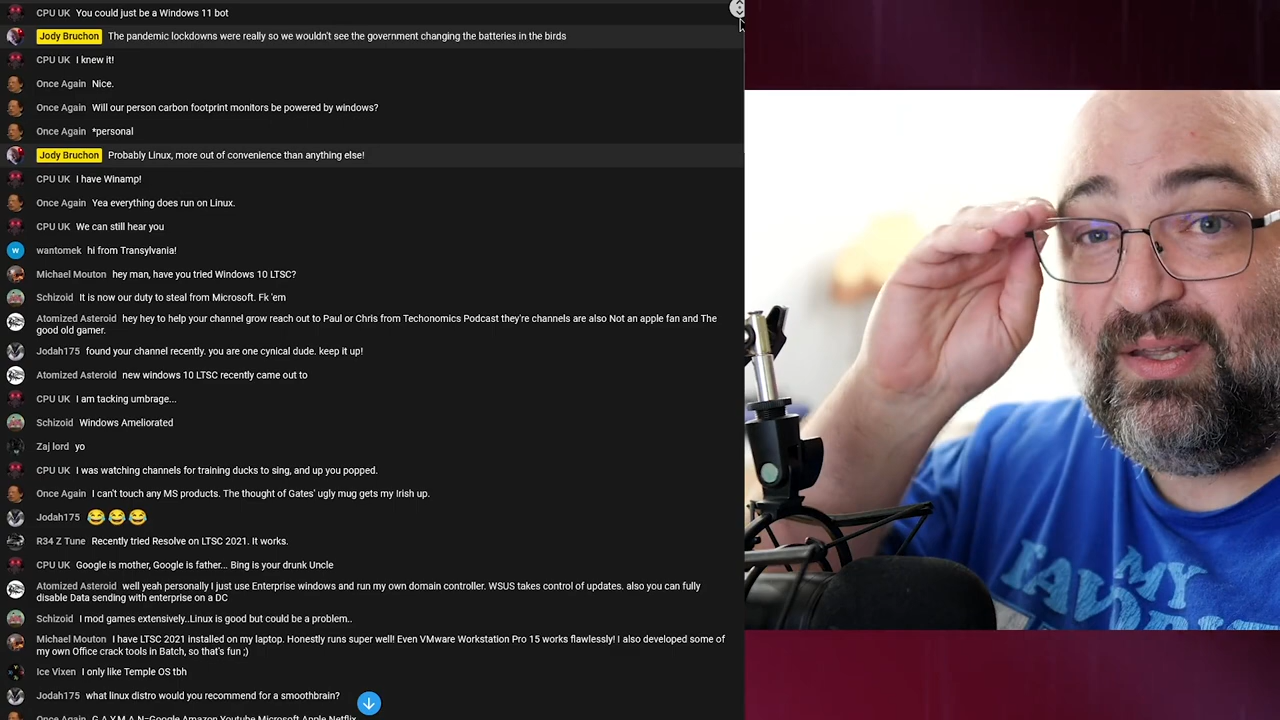 CPU UK You could just be a Windows 11 bot
Jody Bruchon The pandemic lockdowns were really so we wouldn't see the government changing the batteries in the birds
CPU UK I knew it!
Once Again Nice.
Once Again Will our person carbon footprint monitors be powered by windows?
Once Again *personal
Jody Bruchon Probably Linux, more out of convenience than anything else!
CPU UK I have Winamp!
Once Again Yea everything does run on Linux.
CPU UK We can still hear you
w wantomek hi from Transylvania!
Michael Mouton hey man, have you tried Windows 10 LTSC?
Schizoid It is now our duty to steal from Microsoft. Fk 'em
Atomized Asteroid hey hey to help your channel grow reach out to Paul or Chris from Techonomics Podcast they're channels are also Not an apple fan and The
good old gamer.
Jodah175 found your channel recently. you are one cynical dude. keep it up!
Atomized Asteroid new windows 10 LTSC recently came out to
CPU UK I am tacking umbrage...
Schizoid Windows Ameliorated
Zaj lord yo
CPU UK I was watching channels for training ducks to sing, and up you popped.
Once Again I can't touch any MS products. The thought of Gates' ugly mug gets my Irish up.
Jodah175 😂 😂 😂
R34 Z Tune Recently tried Resolve on LTSC 2021. It works.
CPU UK Google is mother, Google is father... Bing is your drunk Uncle
Atomized Asteroid well yeah personally I just use Enterprise windows and run my own domain controller. WSUS takes control of updates. also you can fully
disable Data sending with enterprise on a DC
Schizoid I mod games extensively..Linux is good but could be a problem..
Michael Mouton I have LTSC 2021 installed on my laptop. Honestly runs super well! Even VMware Workstation Pro 15 works flawlessly! I also developed some of
my own Office crack tools in Batch, so that's fun ;)
Ice Vixen I only like Temple OS tbh
Jodah175 what linux distro would you recommend for a smoothbrain?
Once Again G.A.Y.M.A.N=Google Amazon Youtube Microsoft Apple Netflix
MY